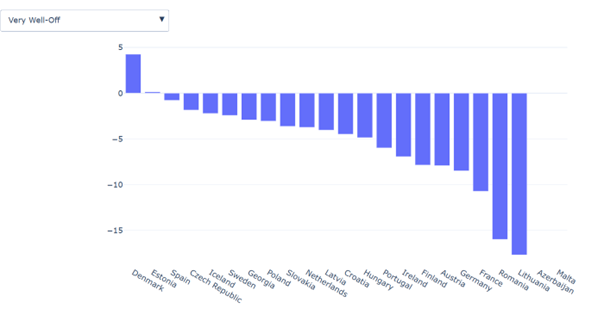 Very Well-Off ▼
5
0
−5
−10
−15
Denmark
Estonia
Spain
Czech Republic
Iceland
Sweden
Georgia
Poland
Slovakia
Netherlands
Latvia
Croatia
Hungary
Portugal
Ireland
Finland
Austria
Germany
France
Romania
Lithuania
Azerbaijan
Malta